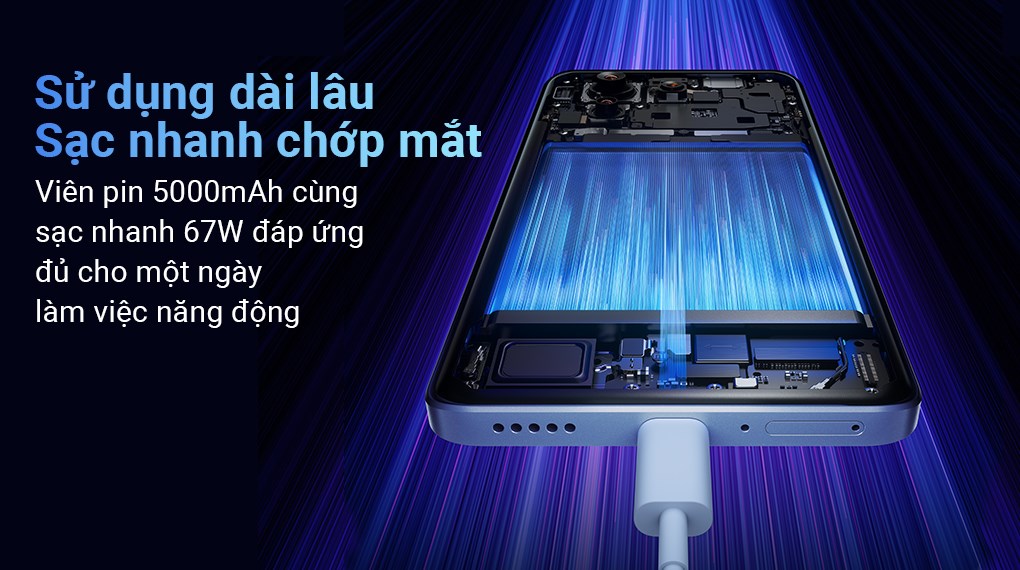 Sử dụng dài lâu
Sạc nhanh chớp mắt
Viên pin 5000mAh cùng
sạc nhanh 67W đáp ứng
đủ cho một ngày
làm việc năng động